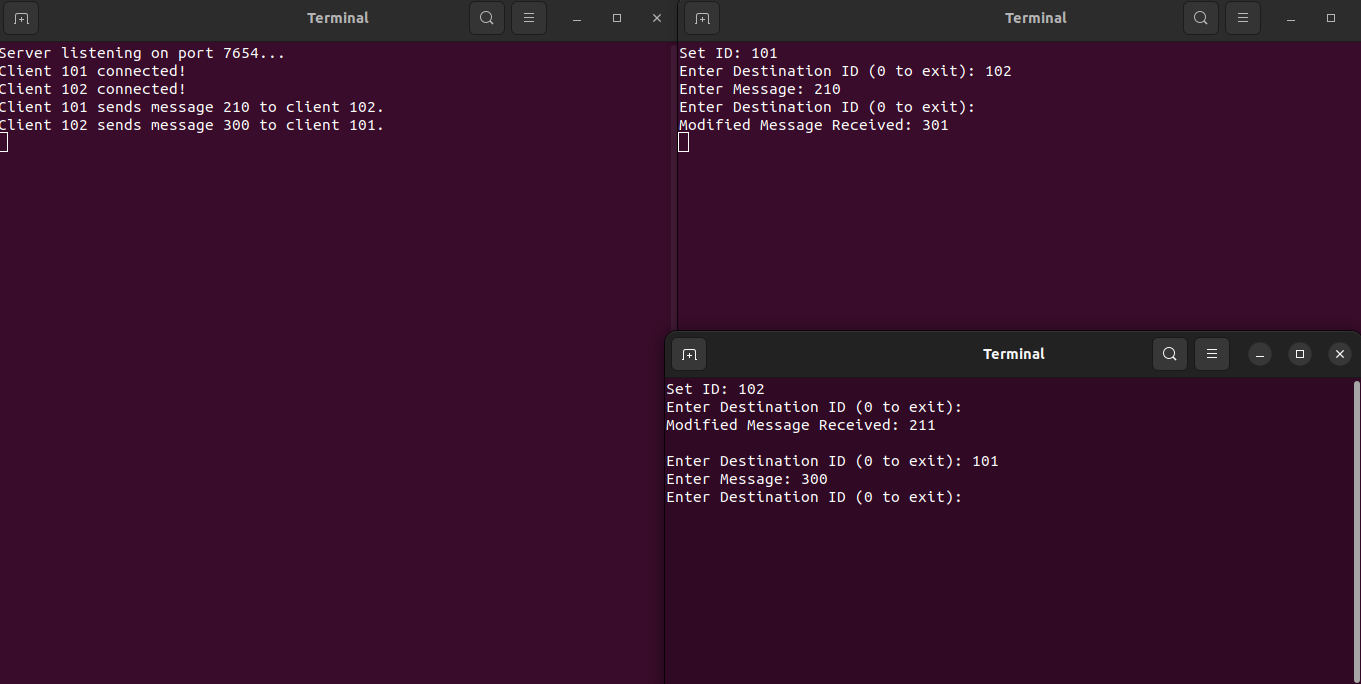 Terminal
Server listening on port 7654...
Client 101 connected!
Client 102 connected!
Client 101 sends message 210 to client 102.
Client 102 sends message 300 to client 101.
Terminal
Set ID: 101
Enter Destination ID (0 to exit): 102
Enter Message: 210
Enter Destination ID (0 to exit):
Modified Message Received: 301
Terminal
Set ID: 102
Enter Destination ID (0 to exit):
Modified Message Received: 211
Enter Destination ID (0 to exit): 101
Enter Message: 300
Enter Destination ID (0 to exit):